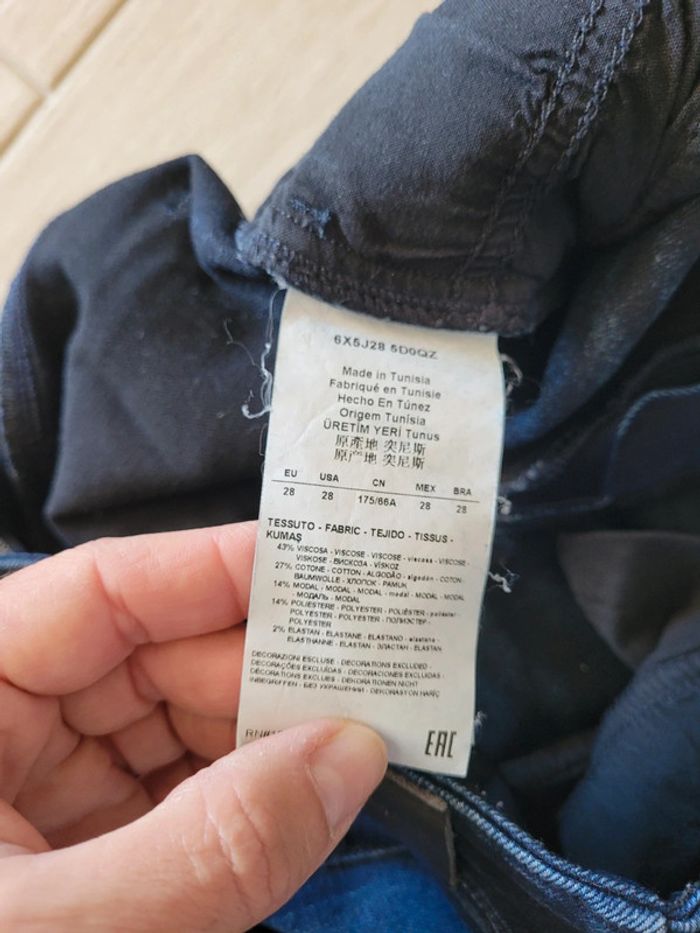 6X5J28 5D0QZ
Made in Tunisia
Fabriqué en Tunisie
Hecho En Túnez
Origem Tunísia
ÜRETİM YERİ Tunus
原產地 突尼斯
原产地 突尼斯
EU USA CN MEX BRA
28 28 175/66A 28 28
TESSUTO - FABRIC - TEJIDO - TISSUS -
KUMAŞ
43% VISCOSA - VISCOSE - VISCOSE - viscosa - VISCOSE -
VISKOSE - ВИСКОЗА - VİSKOZ
27% COTONE - COTTON - ALGODÃO - algodón - COTON -
BAUMWOLLE - ХЛОПОК - PAMUK
14% MODAL - MODAL - MODAL - modal - MODAL - MODAL
- МОДАЛЬ - MODAL
14% POLIESTERE - POLYESTER - POLIÉSTER - poliéster -
POLYESTER - POLYESTER - ПОЛИЭСТЕР -
POLYESTER
2% ELASTAN - ELASTANE - ELASTANO - elastano -
ELASTHANNE - ELASTAN - ЭЛАСТАН - ELASTAN
DECORAZIONI ESCLUSE - DECORATIONS EXCLUDED -
DECORAÇÕES EXCLUÍDAS - DECORACIONES EXCLUIDAS -
DÉCORATIONS EXCLUES - DEKORATIONEN NICHT
INBEGRIFFEN - БЕЗ УКРАШЕНИЙ - DEKORASYON HARİÇ
EAC